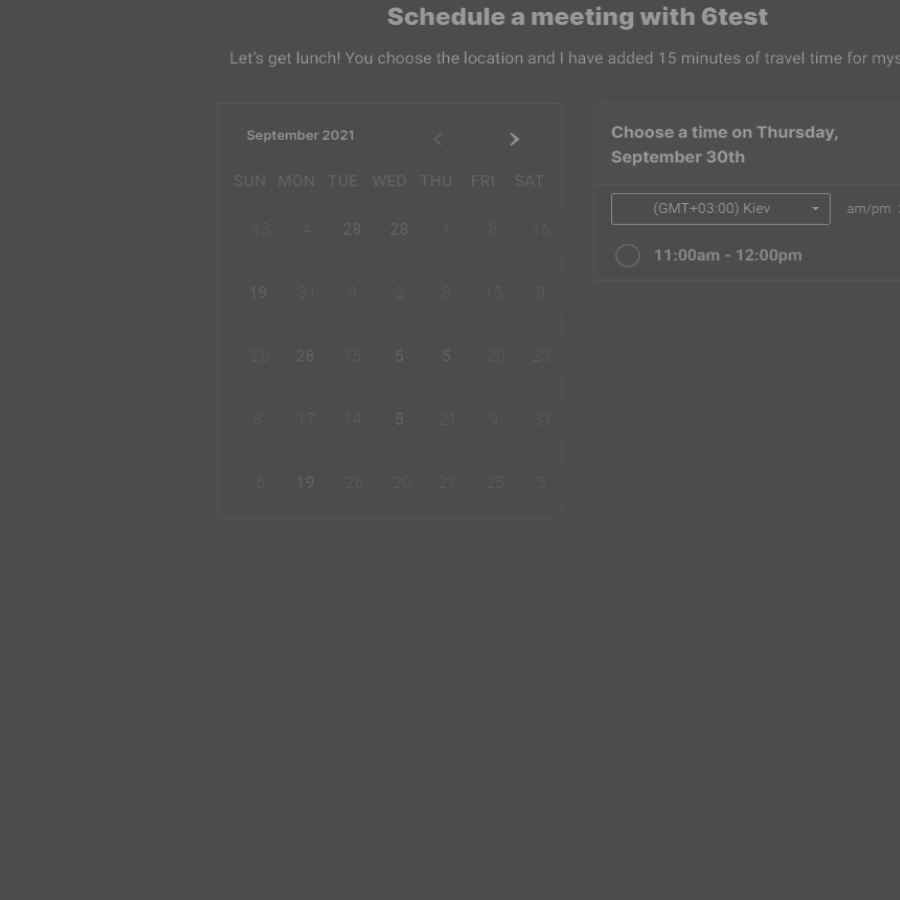 Schedule a meeting with 6test
Let's get lunch! You choose the location and I have added 15 minutes of travel time for mys
September 2021
SUN MON TUE WED THU FRI SAT
13 4 28 28 1 8 16
19 31 9 2 8 15 9
26 28 15 5 5 20 23
8 17 14 5 21 9 31
6 19 26 20 23 25 3
Choose a time on Thursday,
September 30th
(GMT+03:00) Kiev am/pm
11:00am - 12:00pm